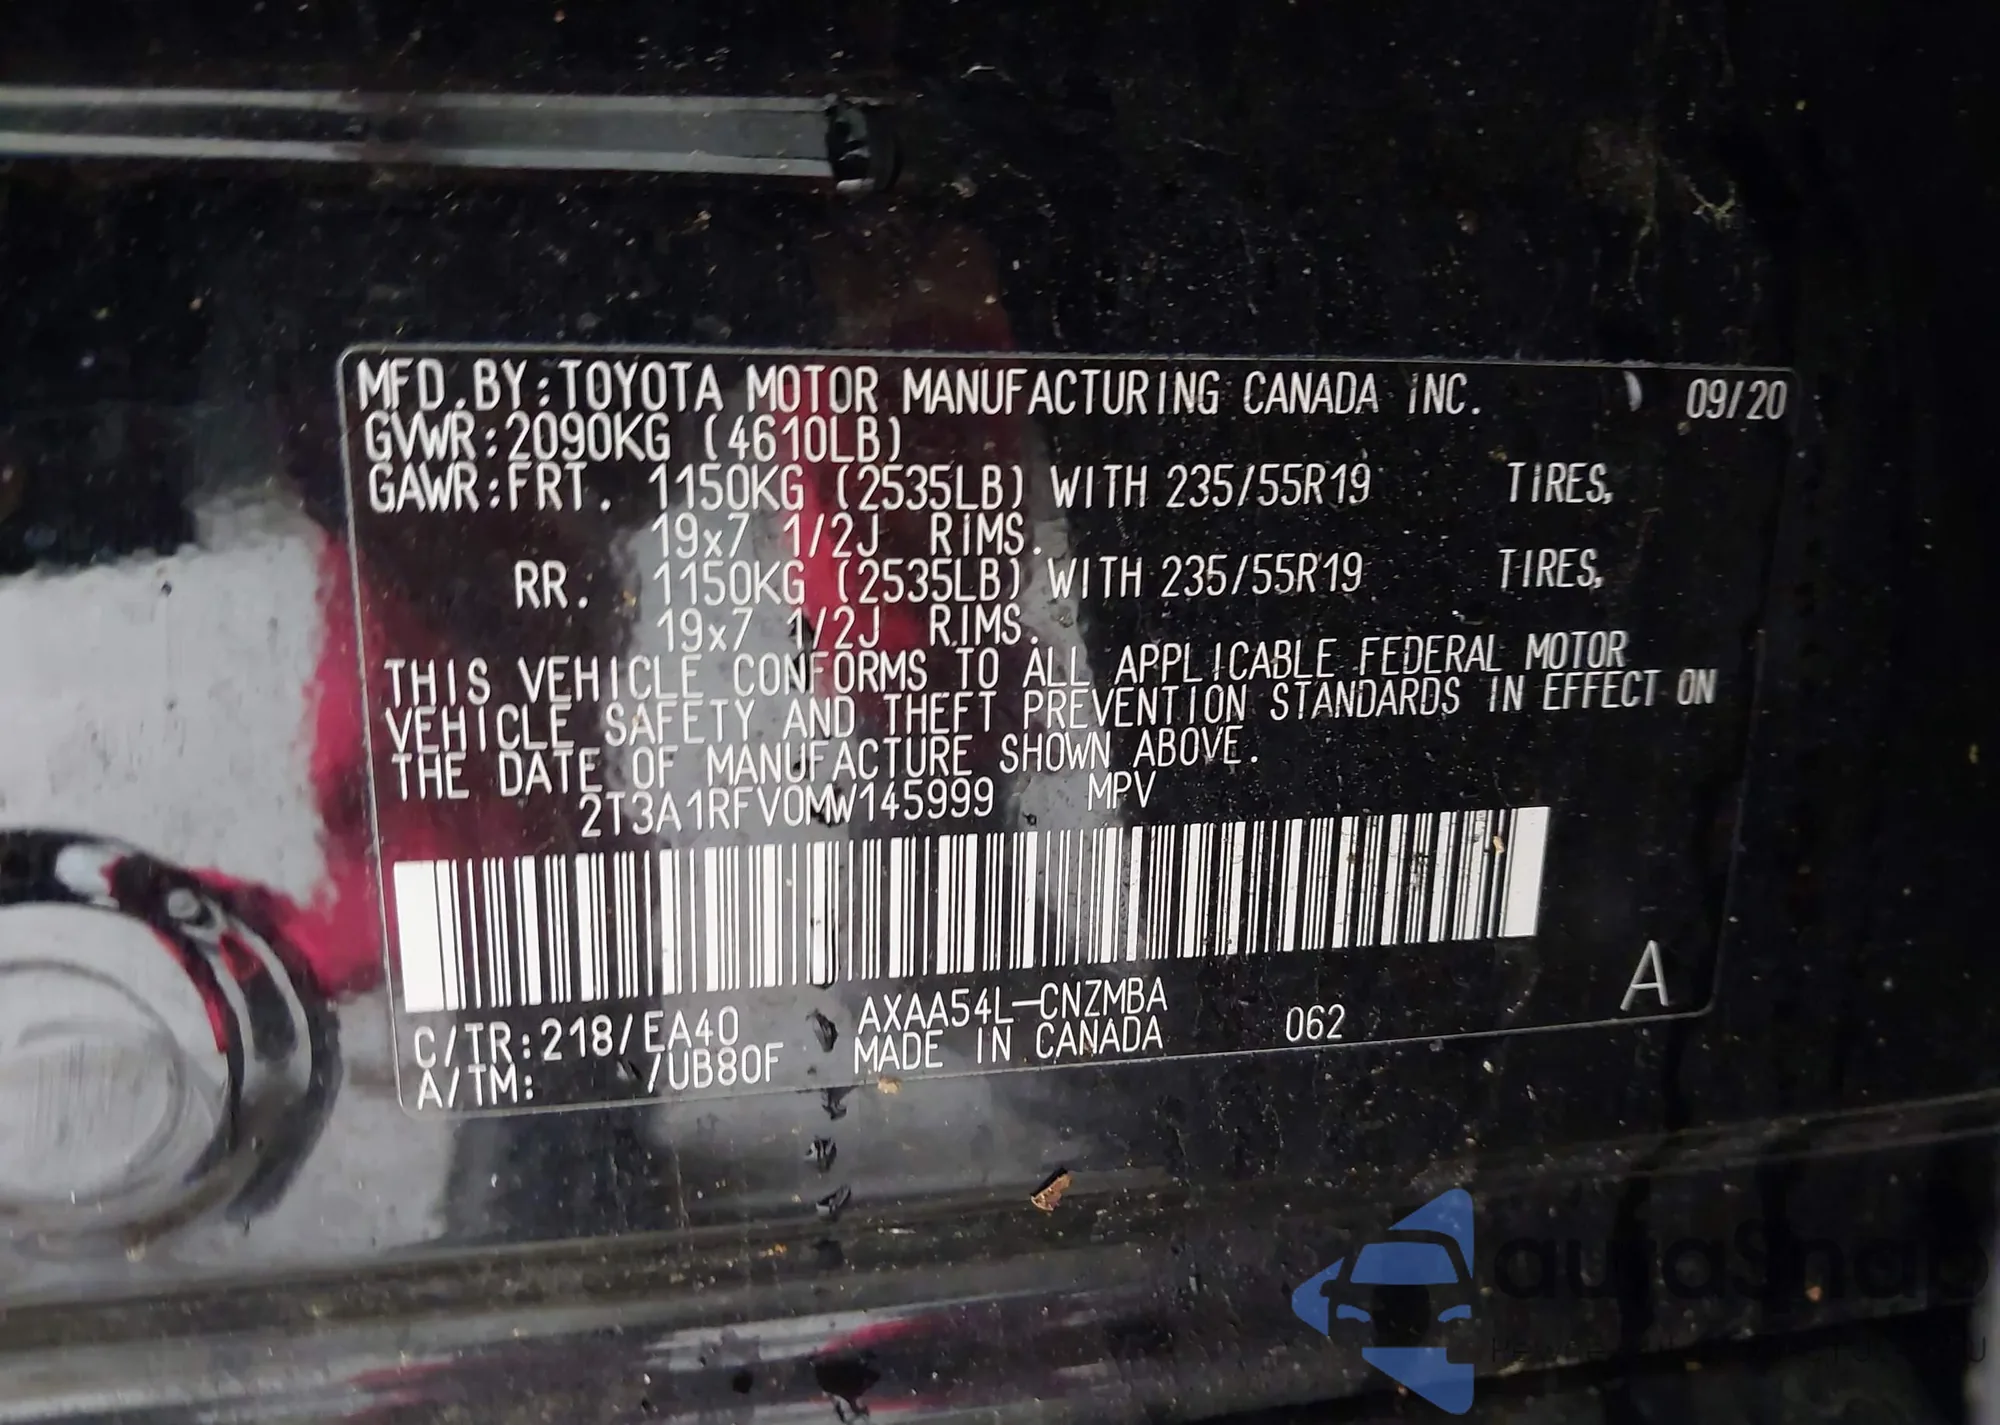 MFD.BY:TOYOTA MOTOR MANUFACTURING CANADA INC. 09/20
GVWR:2090KG (4610LB)
GAWR:FRT. 1150KG (2535LB) WITH 235/55R19 TIRES,
19x7 1/2J RIMS.
RR. 1150KG (2535LB) WITH 235/55R19 TIRES,
19x7 1/2J RIMS.
THIS VEHICLE CONFORMS TO ALL APPLICABLE FEDERAL MOTOR
VEHICLE SAFETY AND THEFT PREVENTION STANDARDS IN EFFECT ON
THE DATE OF MANUFACTURE SHOWN ABOVE.
2T3A1RFV0MW145999 MPV
C/TR:218/EA40 AXAA54L-CNZMBA A
A/TM: /UB80F MADE IN CANADA 062
autoSnap